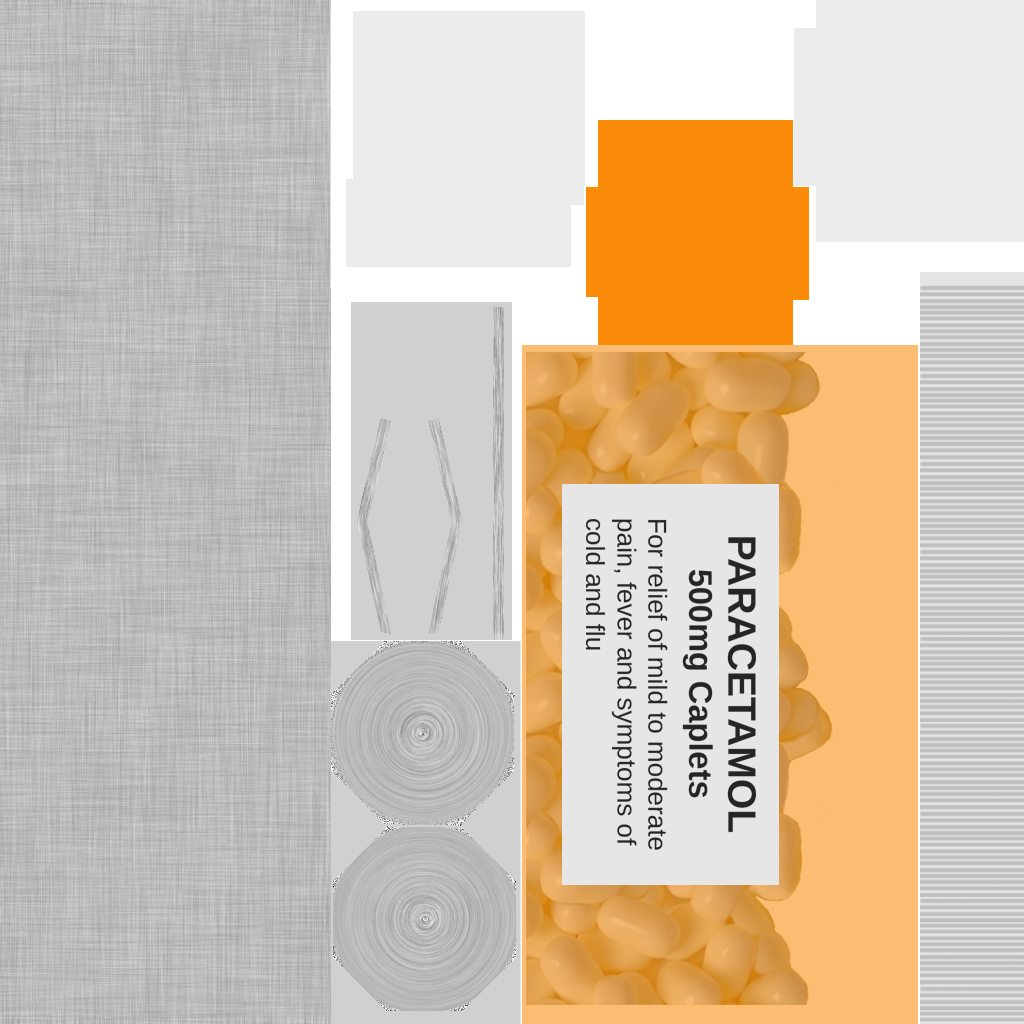 PARACETAMOL
500mg Caplets
For relief of mild to moderate
pain, fever and symptoms of
cold and flu